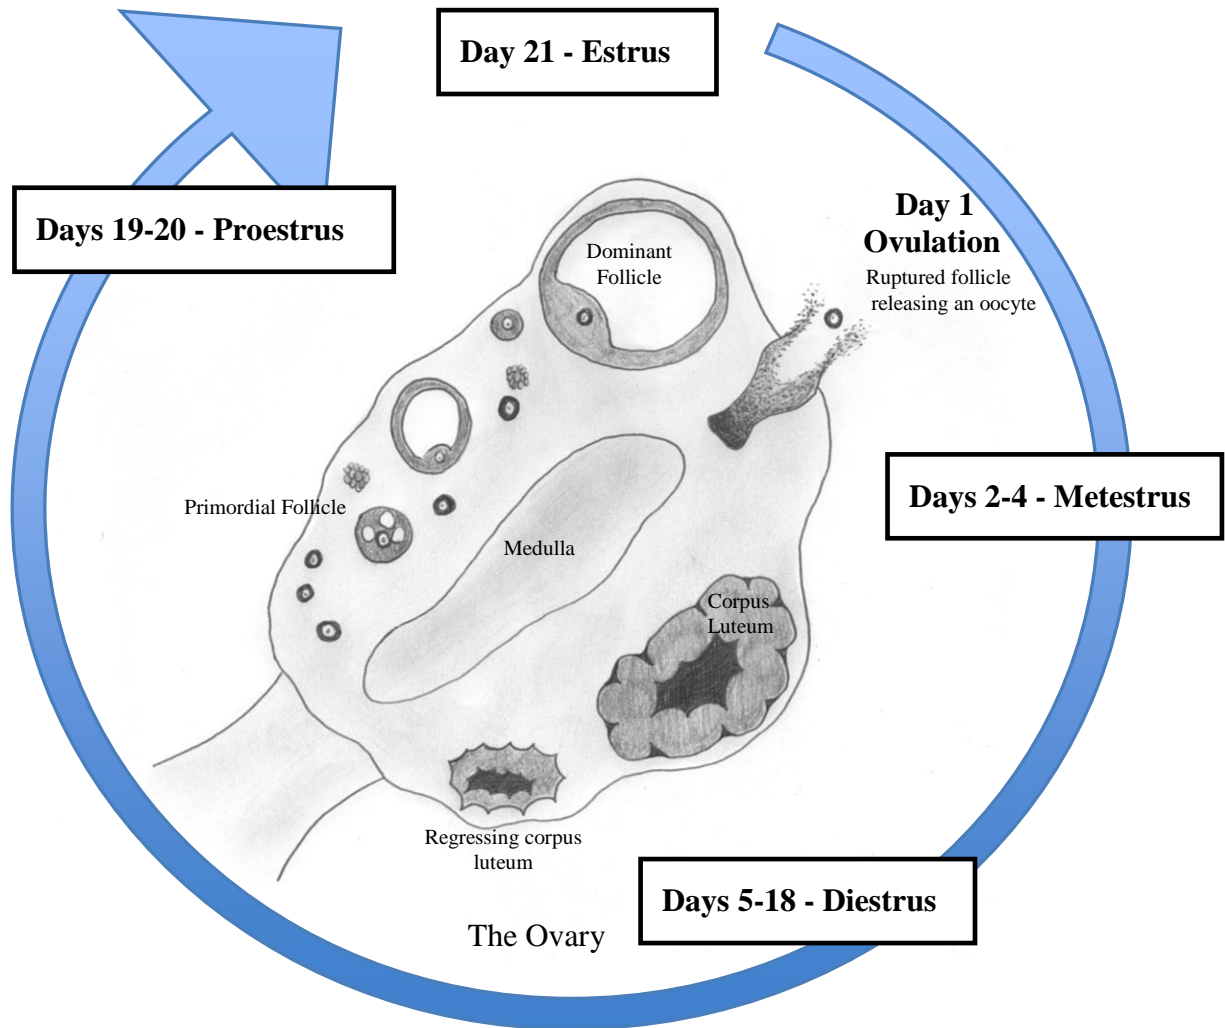 Day 21 - Estrus
Days 19-20 - Proestrus
Day 1
Ovulation
Ruptured follicle
releasing an oocyte
Dominant
Follicle
Days 2-4 - Metestrus
Primordial Follicle
Medulla
Corpus
Luteum
Regressing corpus
luteum
Days 5-18 - Diestrus
The Ovary